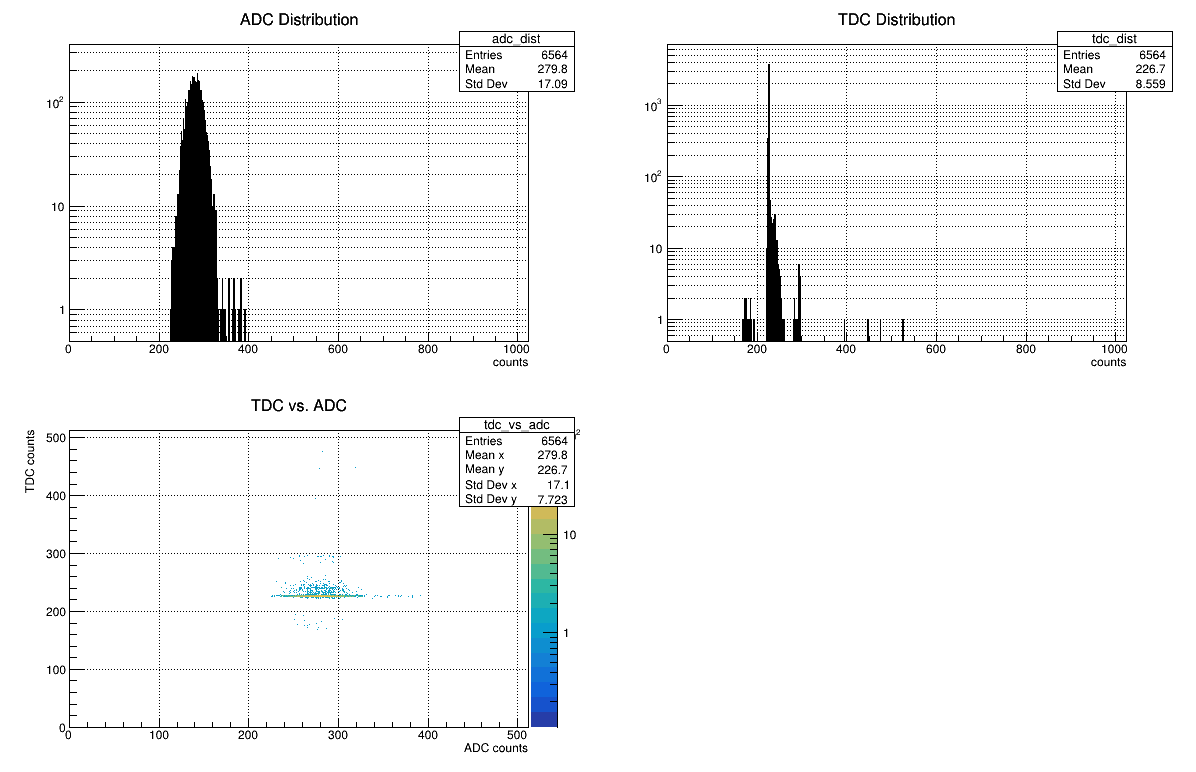 ADC Distribution
adc_dist
Entries 6564
Mean 279.8
Std Dev 17.09
10²
10
1
0 200 400 600 800 1000
counts
TDC Distribution
tdc_dist
Entries 6564
Mean 226.7
Std Dev 8.559
10³
10²
10
1
0 200 400 600 800 1000
counts
TDC vs. ADC
tdc_vs_adc
Entries 6564
Mean x 279.8
Mean y 226.7
Std Dev x 17.1
Std Dev y 7.723
TDC counts
500
400
300
200
100
0
0 100 200 300 400 500
ADC counts
2
10
1